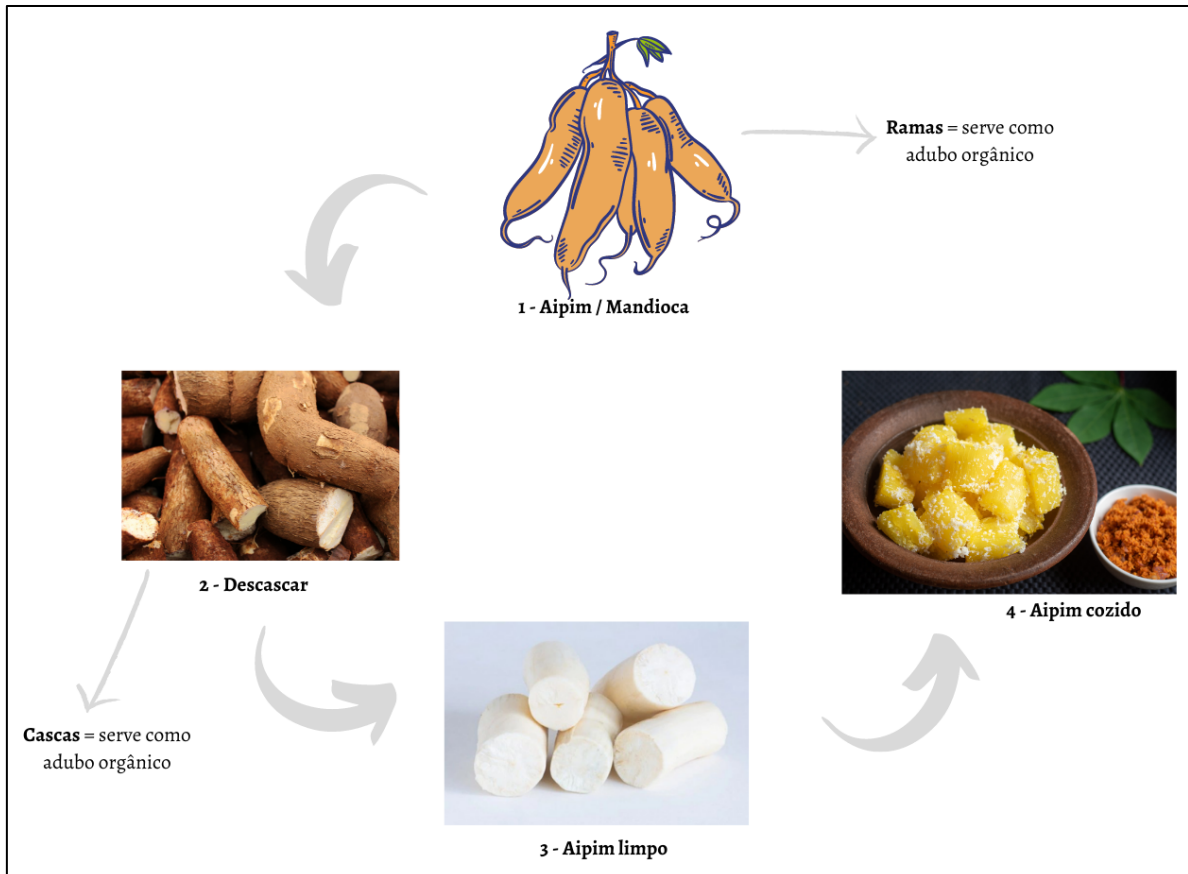 Ramas = serve como
adubo orgânico
1 - Aipim / Mandioca
2 - Descascar
4 - Aipim cozido
Cascas = serve como
adubo orgânico
3 - Aipim limpo